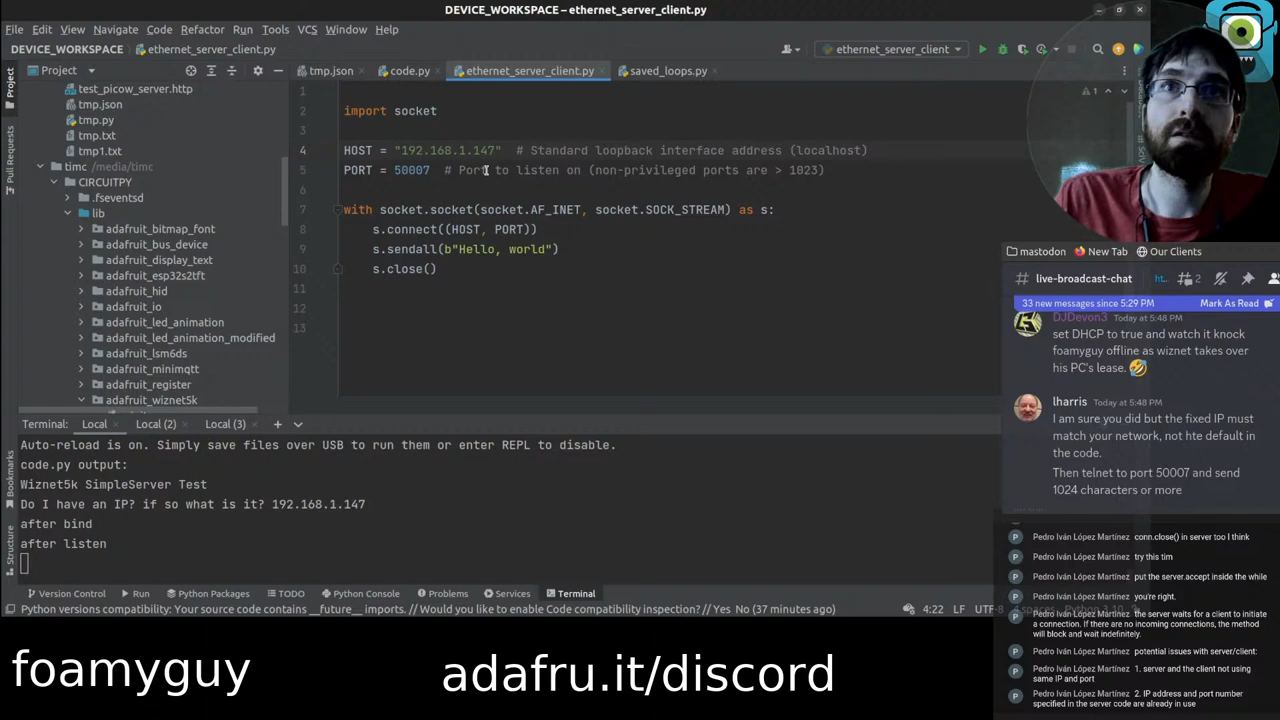 DEVICE_WORKSPACE – ethernet_server_client.py
File Edit View Navigate Code Refactor Run Tools VCS Window Help
DEVICE_WORKSPACE ethernet_server_client.py
ethernet_server_client
Project
tmp.json
code.py
ethernet_server_client.py
saved_loops.py
Project
Pull Requests
Bookmarks
Structure
test_picow_server.http
tmp.json
tmp.py
tmp.txt
tmp1.txt
timc /media/timc
CIRCUITPY
.fseventsd
lib
adafruit_bitmap_font
adafruit_bus_device
adafruit_display_text
adafruit_esp32s2tft
adafruit_hid
adafruit_io
adafruit_led_animation
adafruit_led_animation_modified
adafruit_lsm6ds
adafruit_minimqtt
adafruit_register
adafruit_wiznet5k
1
2 import socket
3
4 HOST = "192.168.1.147" # Standard loopback interface address (localhost)
5 PORT = 50007 # Port to listen on (non-privileged ports are > 1023)
6
7 with socket.socket(socket.AF_INET, socket.SOCK_STREAM) as s:
8 s.connect((HOST, PORT))
9 s.sendall(b"Hello, world")
10 s.close()
11
12
13
1
Terminal: Local Local (2) Local (3)
Auto-reload is on. Simply save files over USB to run them or enter REPL to disable.
code.py output:
Wiznet5k SimpleServer Test
Do I have an IP? if so what is it? 192.168.1.147
after bind
after listen
Version Control Run Python Packages TODO Python Console Problems Services Terminal
Python versions compatibility: Your source code contains __future__ imports. // Would you like to enable Code compatibility inspection? // Yes No (37 minutes ago)
4:22 LF UTF-8 4 spaces Python 3.10
mastodon New Tab Our Clients
# live-broadcast-chat
ht... 2
33 new messages since 5:29 PM Mark As Read
DJDevon3 Today at 5:48 PM
set DHCP to true and watch it knock
foamyguy offline as wiznet takes over
his PC's lease. 🤣
lharris Today at 5:48 PM
I am sure you did but the fixed IP must
match your network, not hte default in
the code.
Then telnet to port 50007 and send
1024 characters or more
P Pedro Iván López Martínez conn.close() in server too I think
P Pedro Iván López Martínez try this tim
P Pedro Iván López Martínez put the server.accept inside the while
P Pedro Iván López Martínez you're right.
P Pedro Iván López Martínez the server waits for a client to initiate
a connection. If there are no incoming connections, the method
will block and wait indefinitely.
P Pedro Iván López Martínez potential issues with server/client:
P Pedro Iván López Martínez 1. server and the client not using
same IP and port
P Pedro Iván López Martínez 2. IP address and port number
specified in the server code are already in use
foamyguy
adafru.it/discord